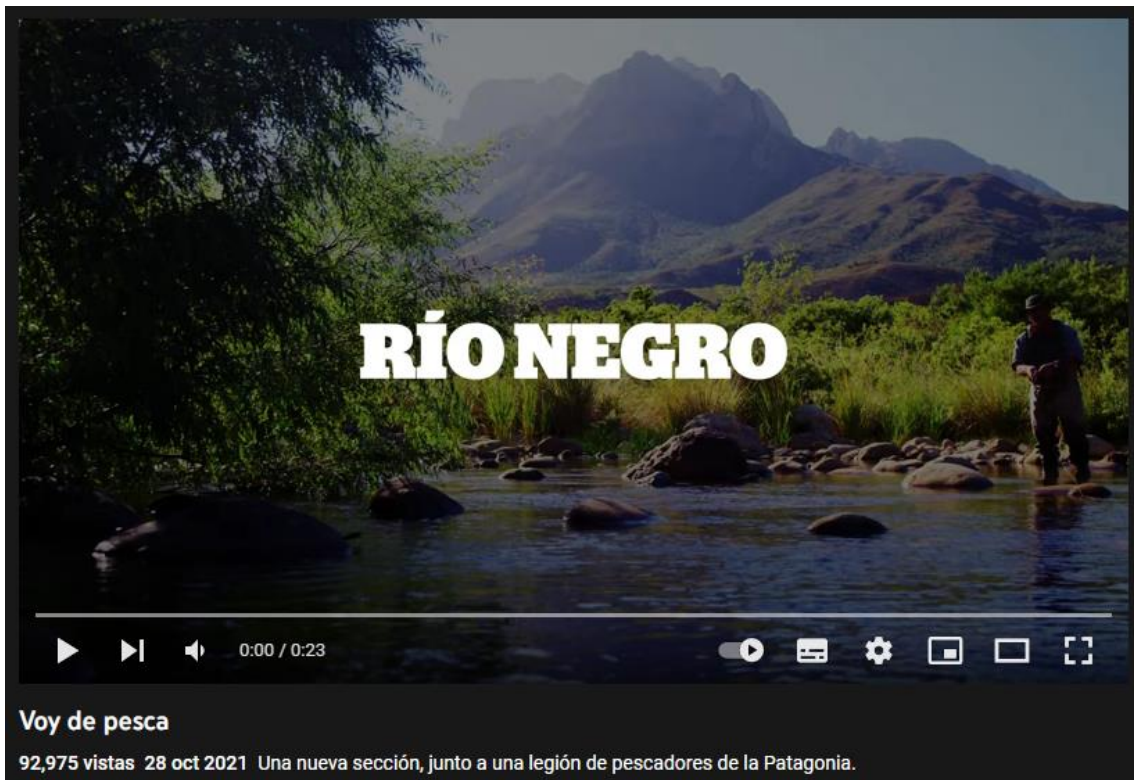 RÍO NEGRO
0:00 / 0:23
Voy de pesca
92,975 vistas 28 oct 2021 Una nueva sección, junto a una legión de pescadores de la Patagonia.